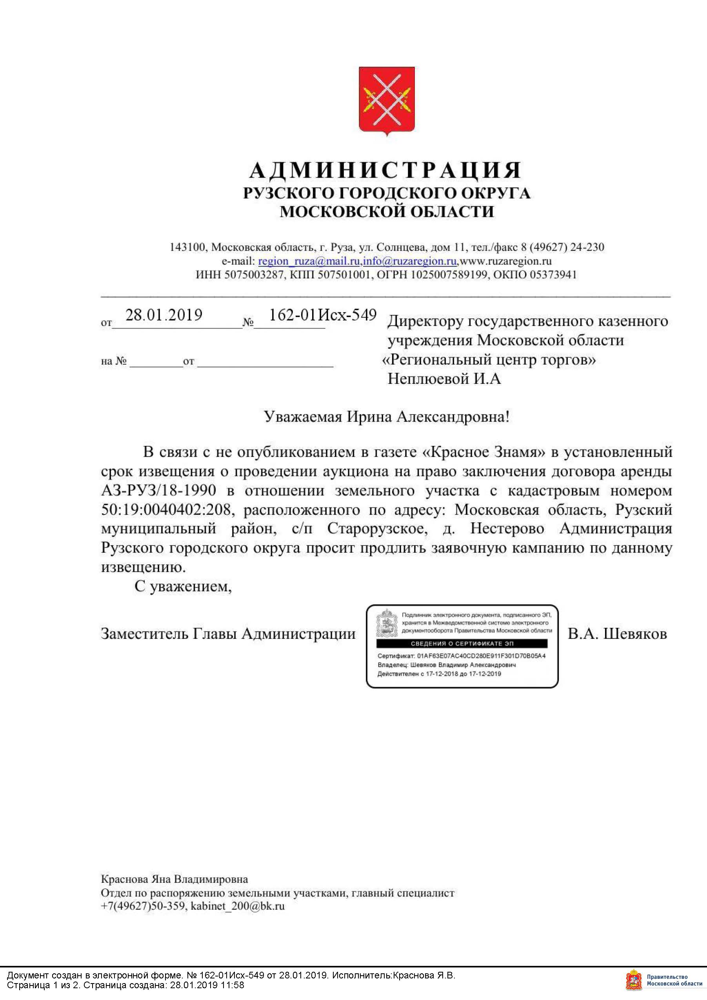 АДМИНИСТРАЦИЯ
РУЗСКОГО ГОРОДСКОГО ОКРУГА
МОСКОВСКОЙ ОБЛАСТИ
143100, Московская область, г. Руза, ул. Солнцева, дом 11, тел./факс 8 (49627) 24-230
e-mail: region_ruza@mail.ru,info@ruzaregion.ru,www.ruzaregion.ru
ИНН 5075003287, КПП 507501001, ОГРН 1025007589199, ОКПО 05373941
от 28.01.2019 № 162-01Исх-549
на № ________ от ____________________
Директору государственного казенного
учреждения Московской области
«Региональный центр торгов»
Неплюевой И.А
Уважаемая Ирина Александровна!
В связи с не опубликованием в газете «Красное Знамя» в установленный
срок извещения о проведении аукциона на право заключения договора аренды
АЗ-РУЗ/18-1990 в отношении земельного участка с кадастровым номером
50:19:0040402:208, расположенного по адресу: Московская область, Рузский
муниципальный район, с/п Старорузское, д. Нестерово Администрация
Рузского городского округа просит продлить заявочную кампанию по данному
извещению.
С уважением,
Заместитель Главы Администрации
Подлинник электронного документа, подписанного ЭП,
хранится в Межведомственной системе электронного
документооборота Правительства Московской области
СВЕДЕНИЯ О СЕРТИФИКАТЕ ЭП
Сертификат: 01AF63E07AC40CD280E911F301D70B05A4
Владелец: Шевяков Владимир Александрович
Действителен с 17-12-2018 до 17-12-2019
В.А. Шевяков
Краснова Яна Владимировна
Отдел по распоряжению земельными участками, главный специалист
+7(49627)50-359, kabinet_200@bk.ru
Документ создан в электронной форме. № 162-01Исх-549 от 28.01.2019. Исполнитель:Краснова Я.В.
Страница 1 из 2. Страница создана: 28.01.2019 11:58
Правительство
Московской области